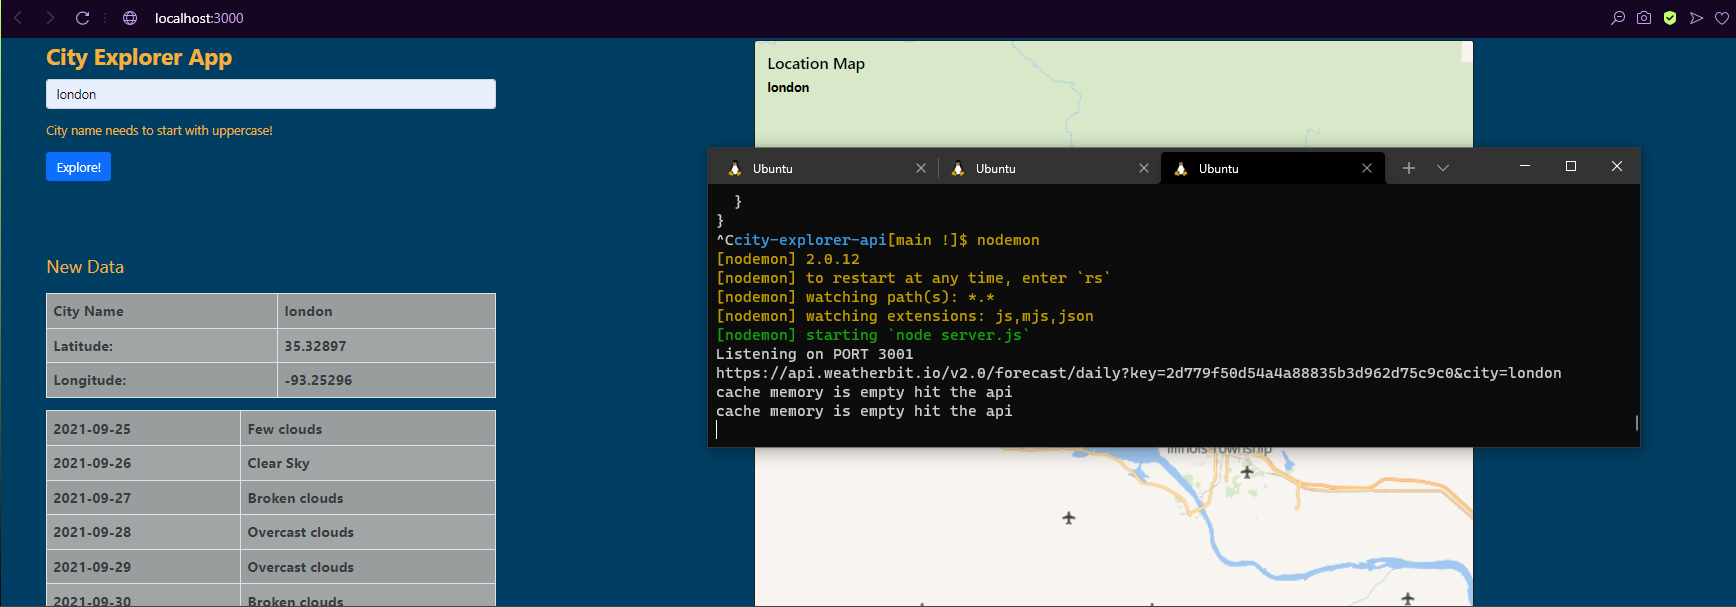 localhost:3000
City Explorer App
london
City name needs to start with uppercase!
Explore!
New Data
City Name london
Latitude: 35.32897
Longitude: -93.25296
2021-09-25 Few clouds
2021-09-26 Clear Sky
2021-09-27 Broken clouds
2021-09-28 Overcast clouds
2021-09-29 Overcast clouds
2021-09-30 Broken clouds
Location Map
london
Ubuntu Ubuntu Ubuntu
}
}
^Ccity-explorer-api[main !]$ nodemon
[nodemon] 2.0.12
[nodemon] to restart at any time, enter `rs`
[nodemon] watching path(s): *.*
[nodemon] watching extensions: js,mjs,json
[nodemon] starting `node server.js`
Listening on PORT 3001
https://api.weatherbit.io/v2.0/forecast/daily?key=2d779f50d54a4a88835b3d962d75c9c0&city=london
cache memory is empty hit the api
cache memory is empty hit the api
Illinois Township